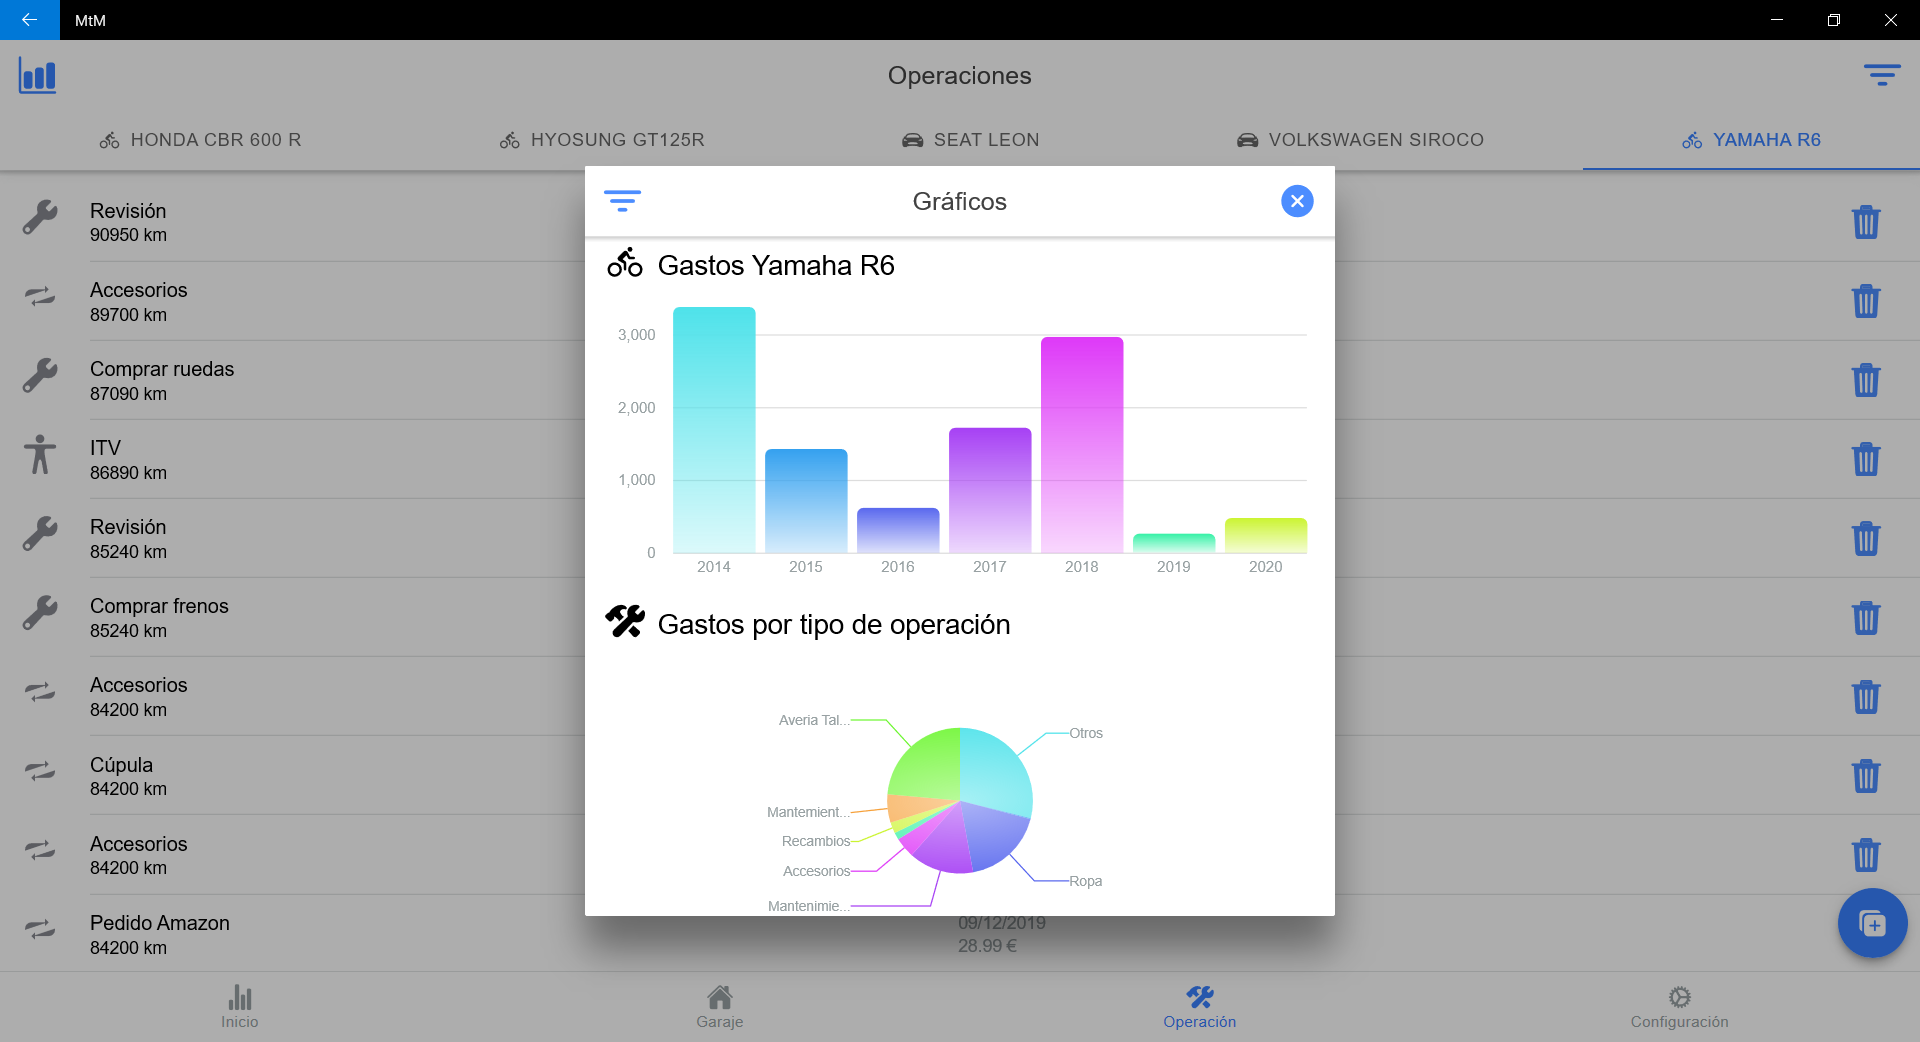 MtM
Operaciones
HONDA CBR 600 R
HYOSUNG GT125R
SEAT LEON
VOLKSWAGEN SIROCO
YAMAHA R6
Revisión
90950 km
Accesorios
89700 km
Comprar ruedas
87090 km
ITV
86890 km
Revisión
85240 km
Comprar frenos
85240 km
Accesorios
84200 km
Cúpula
84200 km
Accesorios
84200 km
Pedido Amazon
84200 km
09/12/2019
28.99 €
Gráficos
Gastos Yamaha R6
3,000
2,000
1,000
0
2014
2015
2016
2017
2018
2019
2020
Gastos por tipo de operación
Averia Tal...
Otros
Mantemient...
Recambios
Accesorios
Ropa
Mantenimie...
Inicio
Garaje
Operación
Configuración